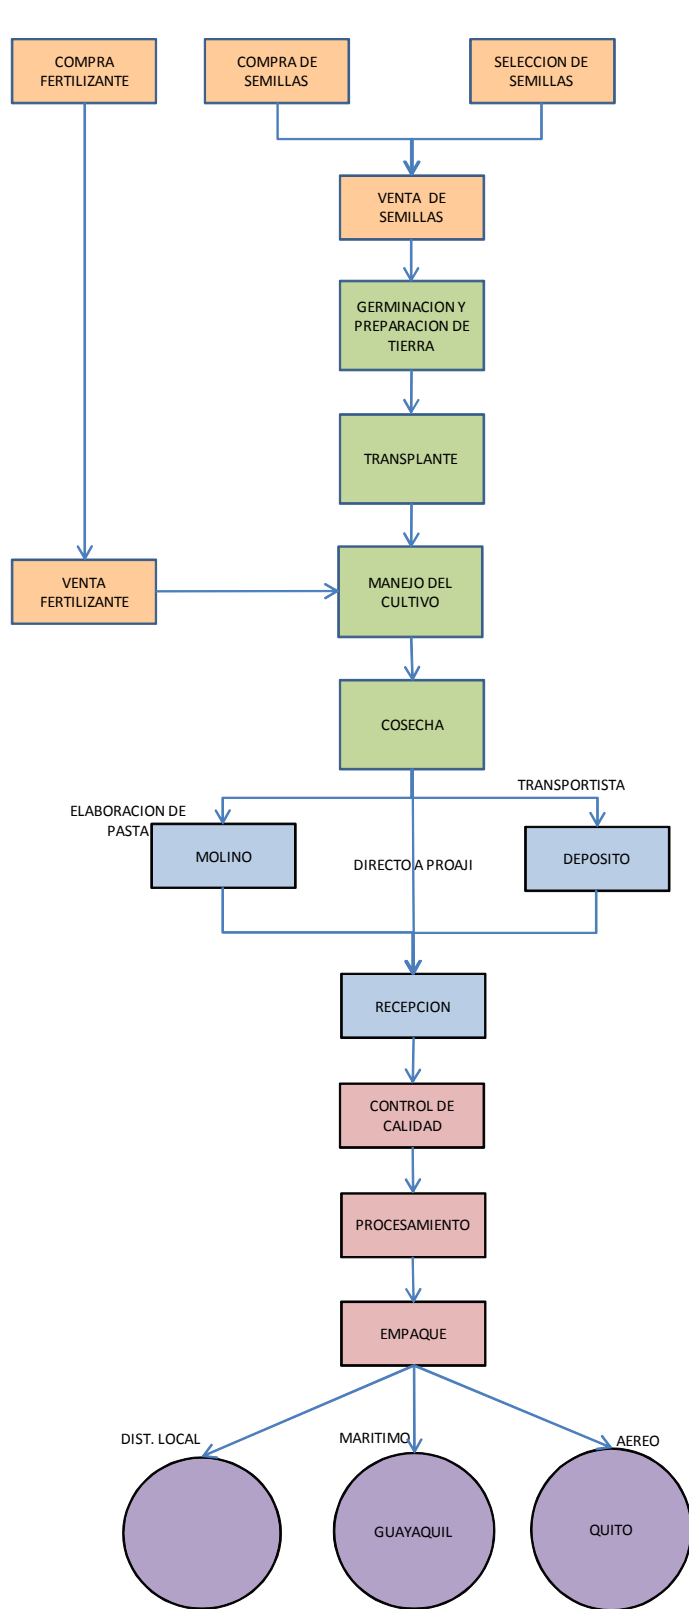 COMPRA
FERTILIZANTE
COMPRA DE
SEMILLAS
SELECCION DE
SEMILLAS
VENTA DE
SEMILLAS
GERMINACION Y
PREPARACION DE
TIERRA
TRANSPLANTE
VENTA
FERTILIZANTE
MANEJO DEL
CULTIVO
COSECHA
ELABORACION DE
PASTA
TRANSPORTISTA
MOLINO
DIRECTO A PROAJI
DEPOSITO
RECEPCION
CONTROL DE
CALIDAD
PROCESAMIENTO
EMPAQUE
DIST. LOCAL
MARITIMO
AEREO
GUAYAQUIL
QUITO